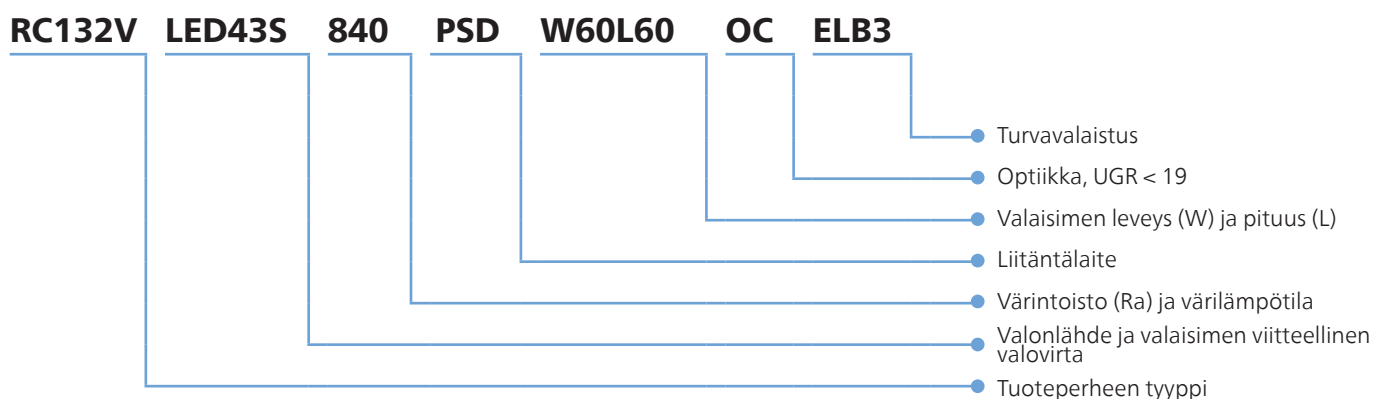 RC132V LED43S 840 PSD W60L60 OC ELB3
Turvavalaistus
Optiikka, UGR < 19
Valaisimen leveys (W) ja pituus (L)
Liitäntälaite
Värintoisto (Ra) ja värilämpötila
Valonlähde ja valaisimen viitteellinen
valovirta
Tuoteperheen tyyppi